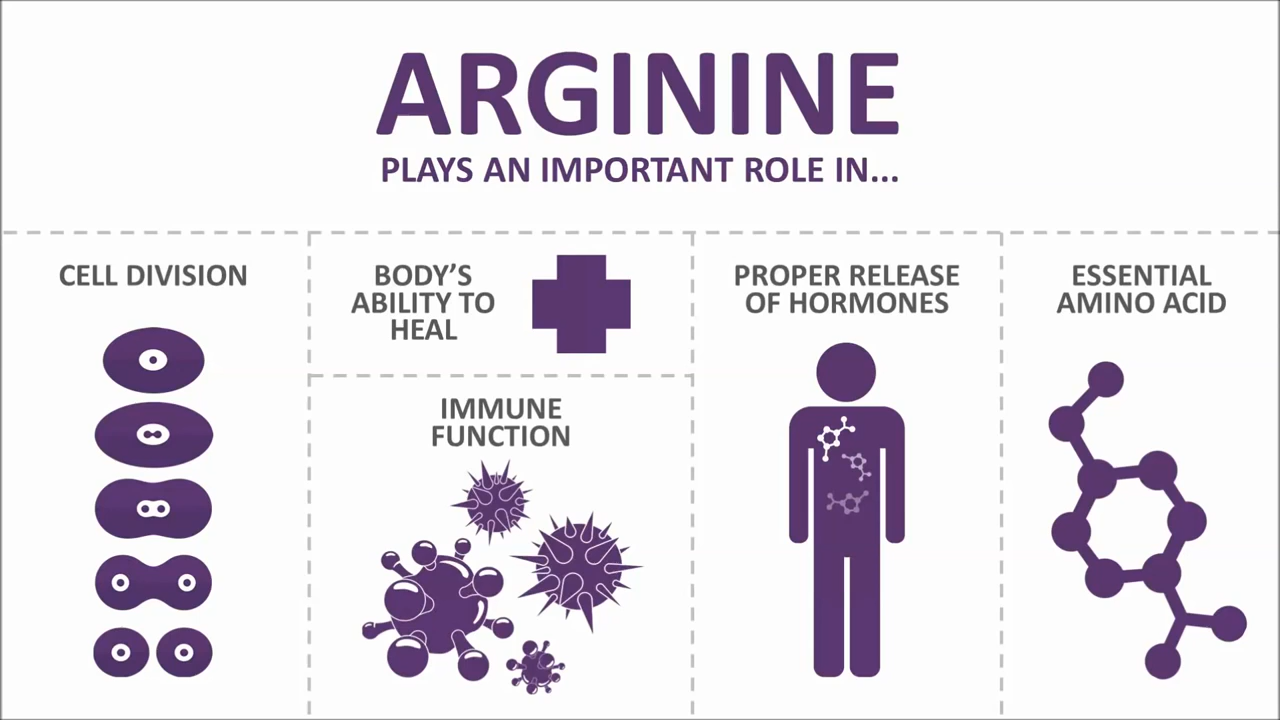 ARGININE
PLAYS AN IMPORTANT ROLE IN...
CELL DIVISION
BODY'S
ABILITY TO
HEAL
IMMUNE
FUNCTION
PROPER RELEASE
OF HORMONES
ESSENTIAL
AMINO ACID